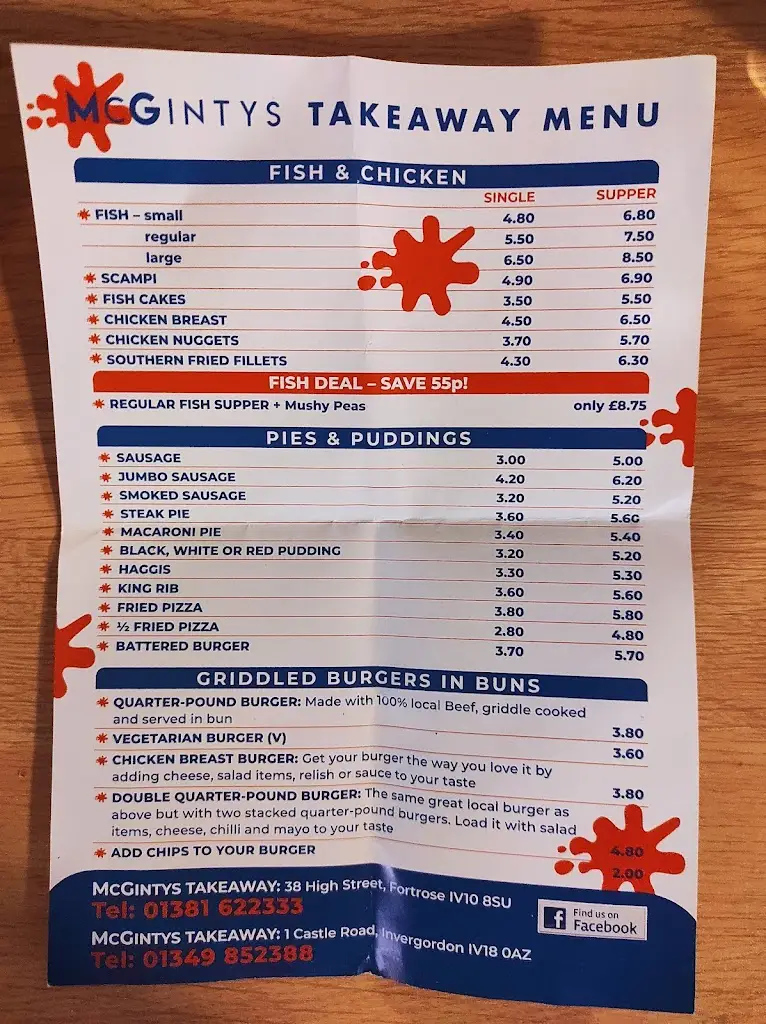 McGINTYS TAKEAWAY MENU
FISH & CHICKEN
SINGLE SUPPER
FISH – small 4.80 6.80
regular 5.50 7.50
large 6.50 8.50
SCAMPI 4.90 6.90
FISH CAKES 3.50 5.50
CHICKEN BREAST 4.50 6.50
CHICKEN NUGGETS 3.70 5.70
SOUTHERN FRIED FILLETS 4.30 6.30
FISH DEAL – SAVE 55p!
REGULAR FISH SUPPER + Mushy Peas only £8.75
PIES & PUDDINGS
SAUSAGE 3.00 5.00
JUMBO SAUSAGE 4.20 6.20
SMOKED SAUSAGE 3.20 5.20
STEAK PIE 3.60 5.60
MACARONI PIE 3.40 5.40
BLACK, WHITE OR RED PUDDING 3.20 5.20
HAGGIS 3.30 5.30
KING RIB 3.60 5.60
FRIED PIZZA 3.80 5.80
½ FRIED PIZZA 2.80 4.80
BATTERED BURGER 3.70 5.70
GRIDDLED BURGERS IN BUNS
QUARTER-POUND BURGER: Made with 100% local Beef, griddle cooked
and served in bun 3.80
VEGETARIAN BURGER (V) 3.60
CHICKEN BREAST BURGER: Get your burger the way you love it by
adding cheese, salad items, relish or sauce to your taste 3.80
DOUBLE QUARTER-POUND BURGER: The same great local burger as
above but with two stacked quarter-pound burgers. Load it with salad
items, cheese, chilli and mayo to your taste 4.80
ADD CHIPS TO YOUR BURGER 2.00
McGINTYS TAKEAWAY: 38 High Street, Fortrose IV10 8SU
Tel: 01381 622333
McGINTYS TAKEAWAY: 1 Castle Road, Invergordon IV18 0AZ
Tel: 01349 852388
f Find us on
Facebook